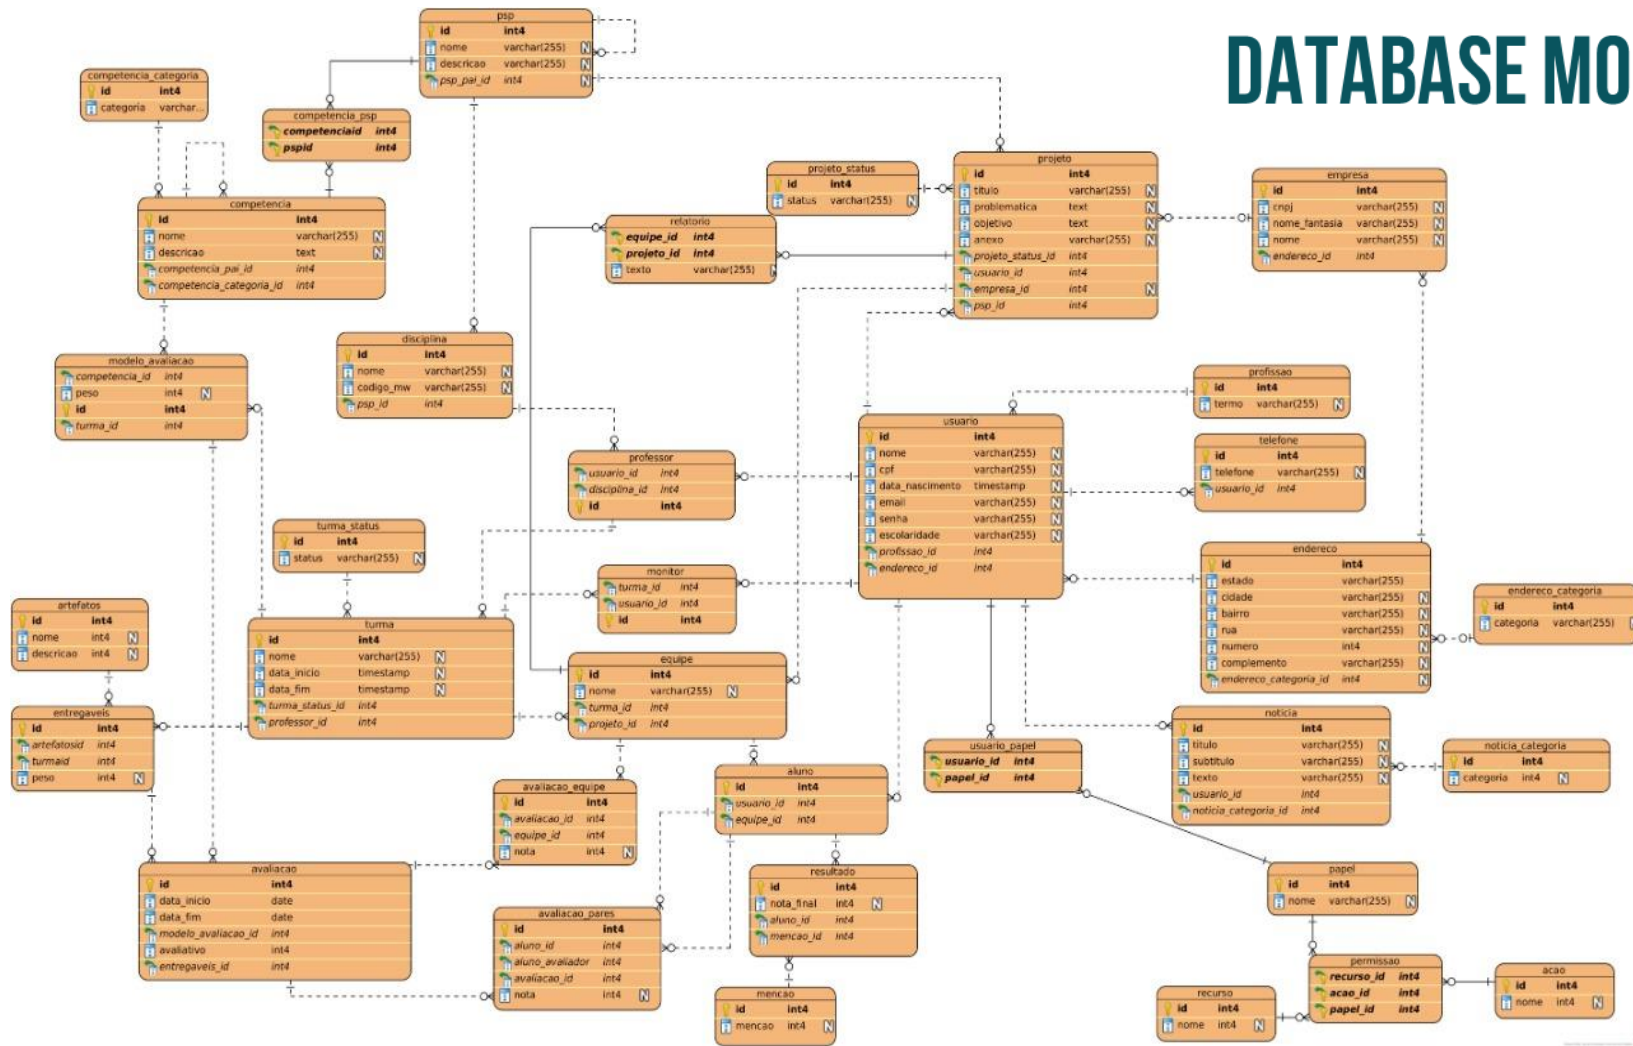 DATABASE MO
psp
id int4
nome varchar(255) N
descricao varchar(255) N
psp_pai_id int4 N
competencia_categoria
id int4
categoria varchar...
competencia_psp
competenciaid int4
pspid int4
competencia
id int4
nome varchar(255) N
descricao text N
competencia_pai_id int4
competencia_categoria_id int4
projeto_status
id int4
status varchar(255) N
relatorio
equipe_id int4
projeto_id int4
texto varchar(255) N
projeto
id int4
titulo varchar(255) N
problematica text N
objetivo text N
anexo varchar(255) N
projeto_status_id int4
usuario_id int4
empresa_id int4 N
psp_id int4
empresa
id int4
cnpj varchar(255) N
nome_fantasia varchar(255) N
nome varchar(255) N
endereco_id int4
modelo_avaliacao
competencia_id int4
peso int4 N
id int4
turma_id int4
disciplina
id int4
nome varchar(255) N
codigo_mw varchar(255) N
psp_id int4
profissao
id int4
termo varchar(255) N
telefone
id int4
telefone varchar(255) N
usuario_id int4
usuario
id int4
nome varchar(255) N
cpf varchar(255) N
data_nascimento timestamp N
email varchar(255) N
senha varchar(255) N
escolaridade varchar(255) N
profissao_id int4
endereco_id int4
professor
usuario_id int4
disciplina_id int4
id int4
turma_status
id int4
status varchar(255) N
monitor
turma_id int4
usuario_id int4
id int4
endereco
id int4
estado varchar(255)
cidade varchar(255) N
bairro varchar(255) N
rua varchar(255) N
numero int4 N
complemento varchar(255) N
endereco_categoria_id int4 N
endereco_categoria
id int4
categoria varchar(255)
artefatos
id int4
nome int4 N
descricao int4 N
turma
id int4
nome varchar(255) N
data_inicio timestamp N
data_fim timestamp N
turma_status_id int4
professor_id int4
equipe
id int4
nome varchar(255) N
turma_id int4
projeto_id int4
entregaveis
id int4
artefatosid int4
turmaid int4
peso int4 N
usuario_papel
usuario_id int4
papel_id int4
noticia
id int4
titulo varchar(255) N
subtitulo varchar(255) N
texto varchar(255) N
usuario_id int4
noticia_categoria_id int4
noticia_categoria
id int4
categoria int4 N
avaliacao_equipe
id int4
avaliacao_id int4
equipe_id int4
nota int4 N
aluno
id int4
usuario_id int4
equipe_id int4
avaliacao
id int4
data_inicio date
data_fim date
modelo_avaliacao_id int4
avaliativo int4
entregaveis_id int4
avaliacao_pares
id int4
aluno_id int4
aluno_avaliador int4
avaliacao_id int4
nota int4 N
resultado
id int4
nota_final int4 N
aluno_id int4
mencao_id int4
mencao
id int4
mencao int4 N
papel
id int4
nome varchar(255) N
permissao
recurso_id int4
acao_id int4
papel_id int4
recurso
id int4
nome int4 N
acao
id int4
nome int4 N